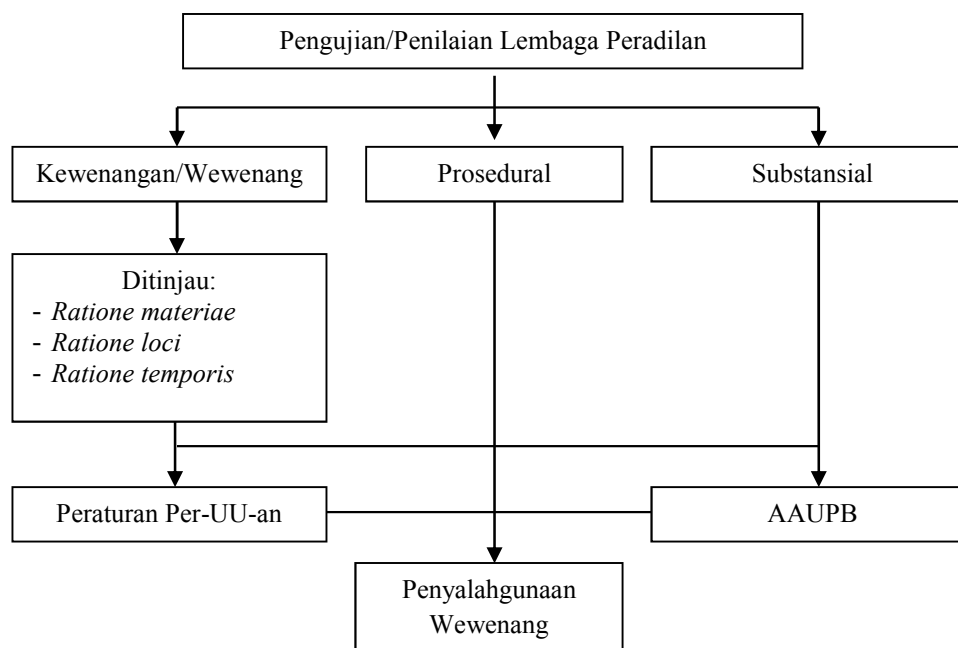 Pengujian/Penilaian Lembaga Peradilan
Kewenangan/Wewenang
Prosedural
Substansial
Ditinjau:
- Ratione materiae
- Ratione loci
- Ratione temporis
Peraturan Per-UU-an
AAUPB
Penyalahgunaan
Wewenang